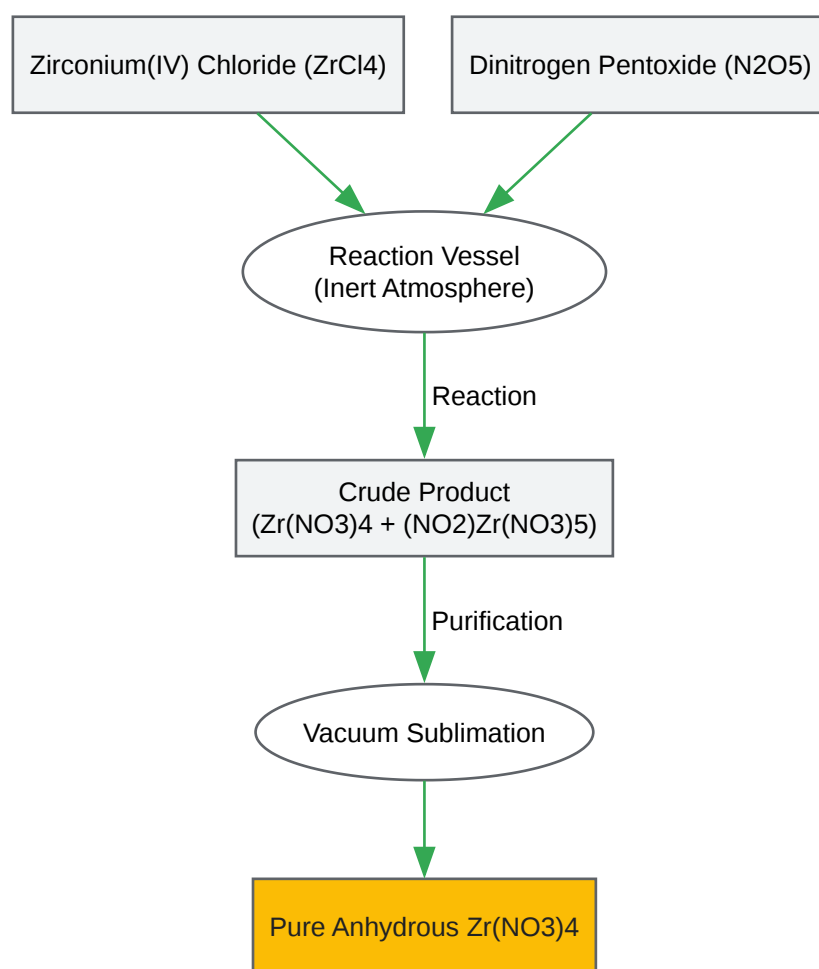 Zirconium(IV) Chloride (ZrCl4)
Dinitrogen Pentoxide (N2O5)
Reaction Vessel
(Inert Atmosphere)
Reaction
Crude Product
(Zr(NO3)4 + (NO2)Zr(NO3)5)
Purification
Vacuum Sublimation
Pure Anhydrous Zr(NO3)4